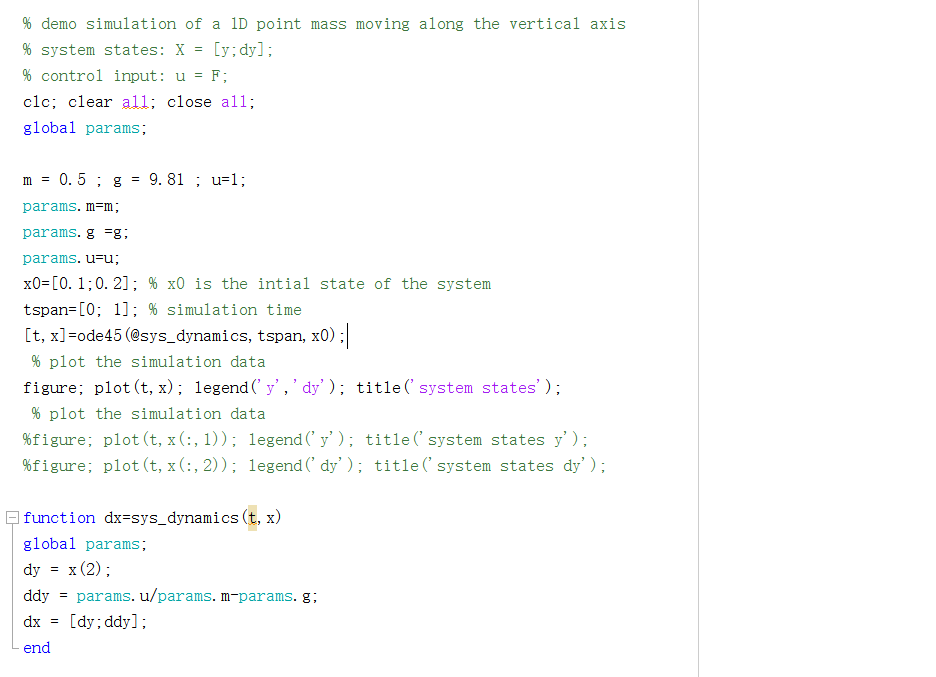 % demo simulation of a 1D point mass moving along the vertical axis
% system states: X = [y;dy];
% control input: u = F;
clc; clear all; close all;
global params;
m = 0.5 ; g = 9.81 ; u=1;
params.m=m;
params.g =g;
params.u=u;
x0=[0.1;0.2]; % x0 is the intial state of the system
tspan=[0; 1]; % simulation time
[t,x]=ode45(@sys_dynamics,tspan,x0);
% plot the simulation data
figure; plot(t,x); legend('y','dy'); title('system states');
% plot the simulation data
%figure; plot(t,x(:,1)); legend('y'); title('system states y');
%figure; plot(t,x(:,2)); legend('dy'); title('system states dy');
function dx=sys_dynamics(t,x)
global params;
dy = x(2);
ddy = params.u/params.m-params.g;
dx = [dy;ddy];
end